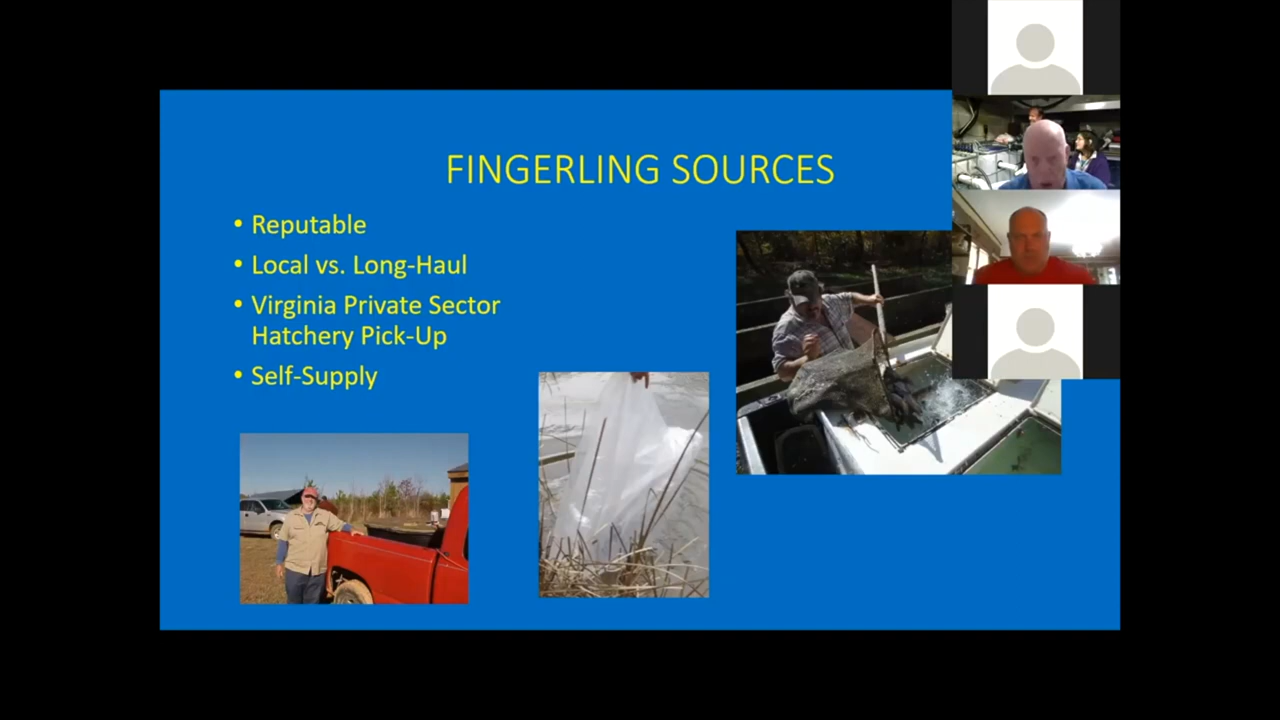 FINGERLING SOURCES
• Reputable
• Local vs. Long-Haul
• Virginia Private Sector
Hatchery Pick-Up
• Self-Supply